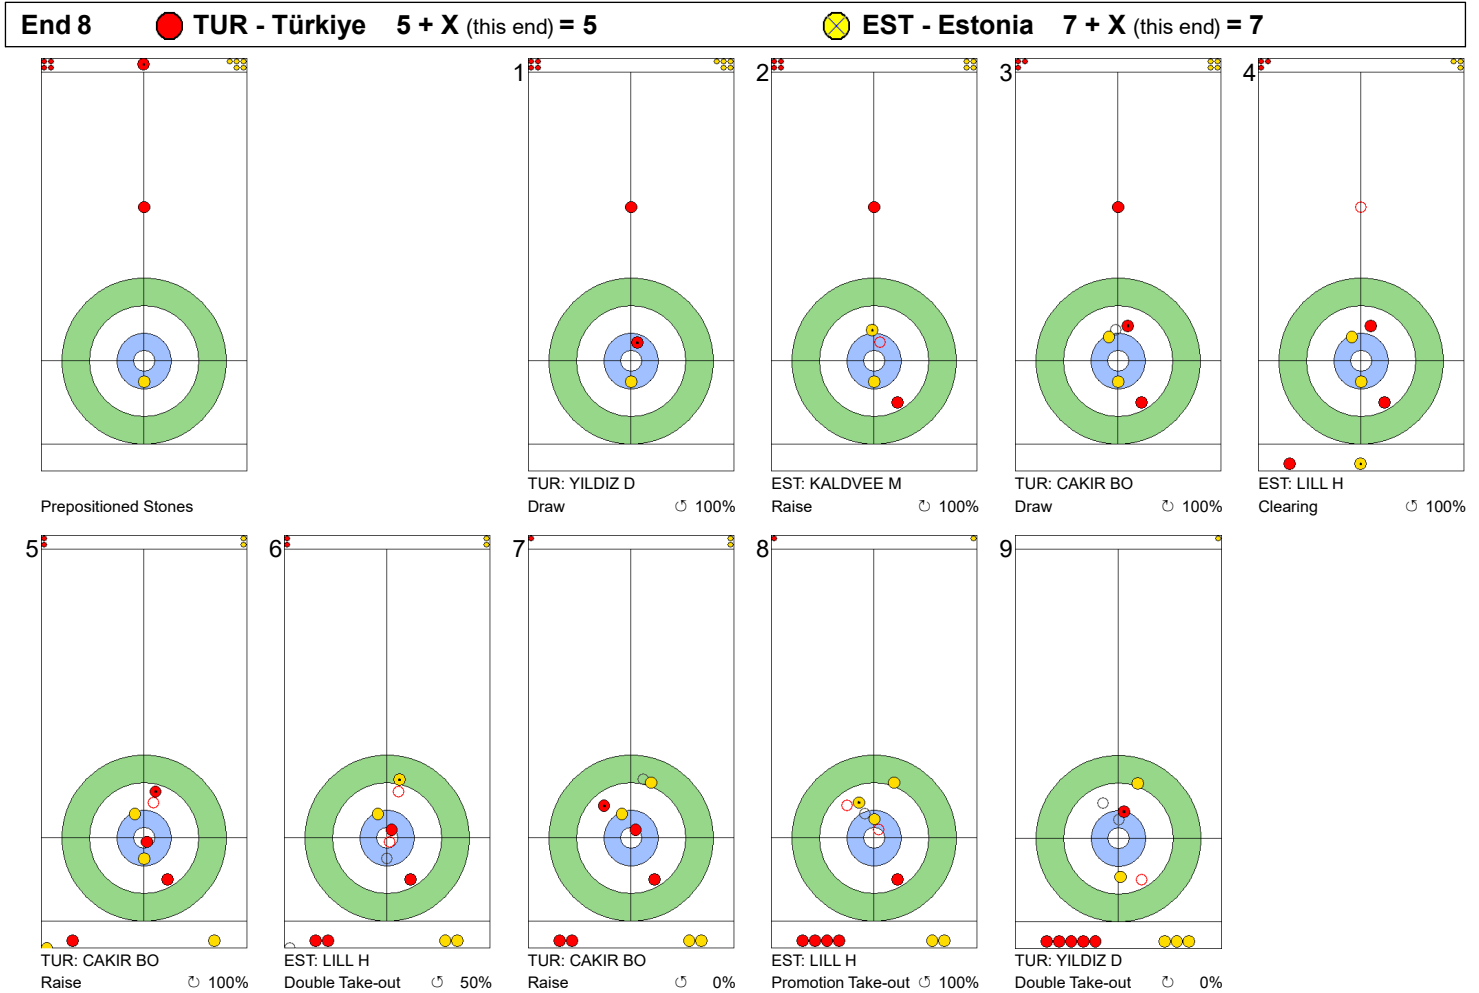 End 8 TUR - Türkiye 5 + X (this end) = 5 EST - Estonia 7 + X (this end) = 7
1 2 3 4
Prepositioned Stones
TUR: YILDIZ D
Draw ↺ 100%
EST: KALDVEE M
Raise ↻ 100%
TUR: CAKIR BO
Draw ↻ 100%
EST: LILL H
Clearing ↺ 100%
5 6 7 8 9
TUR: CAKIR BO
Raise ↻ 100%
EST: LILL H
Double Take-out ↺ 50%
TUR: CAKIR BO
Raise ↺ 0%
EST: LILL H
Promotion Take-out ↺ 100%
TUR: YILDIZ D
Double Take-out ↻ 0%